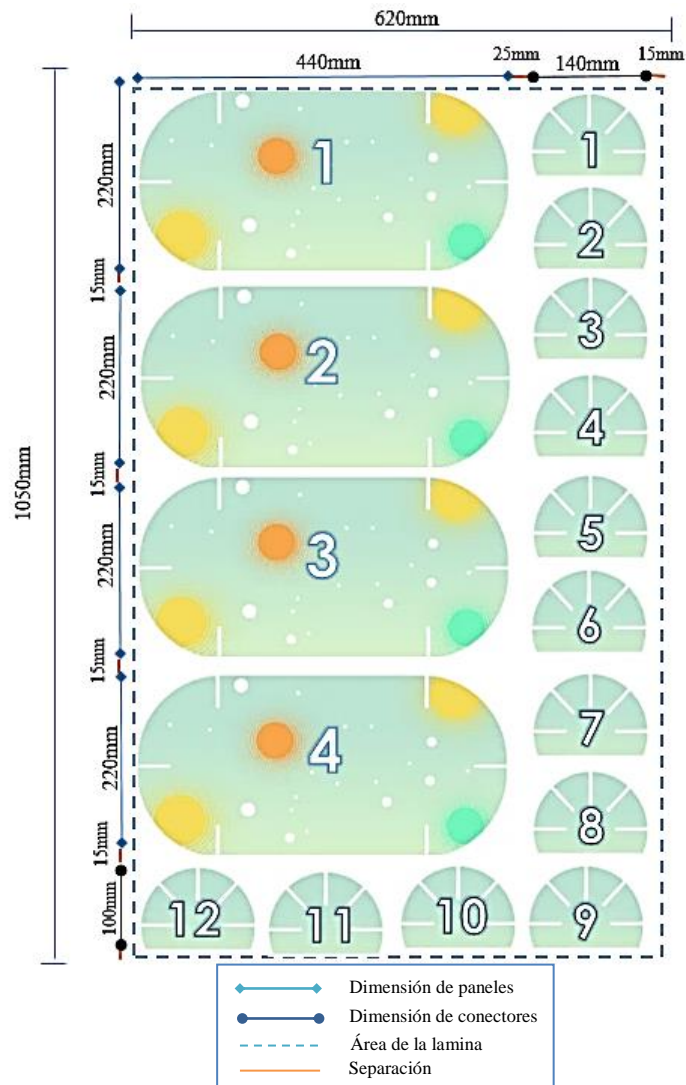 620mm
440mm
25mm
140mm
15mm
1050mm
220mm
15mm
220mm
15mm
220mm
15mm
220mm
15mm
100mm
1
2
3
4
1
2
3
4
5
6
7
8
12
11
10
9
Dimensión de paneles
Dimensión de conectores
Área de la lamina
Separación